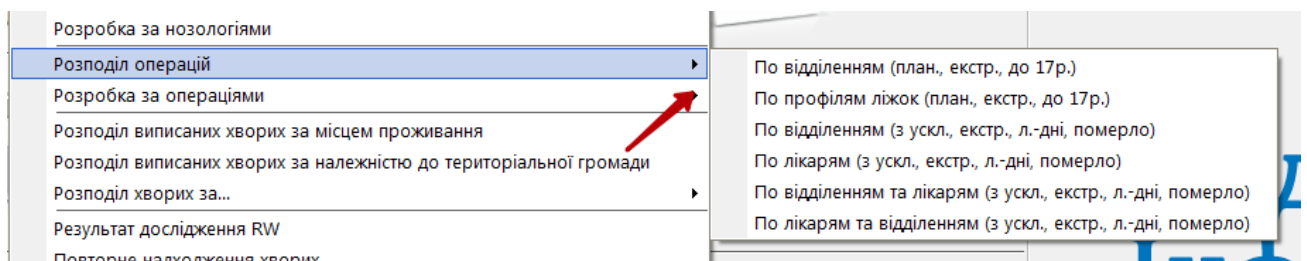 Розробка за нозологіями
Розподіл операцій
Розробка за операціями
Розподіл виписаних хворих за місцем проживання
Розподіл виписаних хворих за належністю до територіальної громади
Розподіл хворих за...
Результат дослідження RW
Повторне надходження хворих
По відділенням (план., екстр., до 17р.)
По профілям ліжок (план., екстр., до 17р.)
По відділенням (з ускл., екстр., л.-дні, померло)
По лікарям (з ускл., екстр., л.-дні, померло)
По відділенням та лікарям (з ускл., екстр., л.-дні, померло)
По лікарям та відділенням (з ускл., екстр., л.-дні, померло)